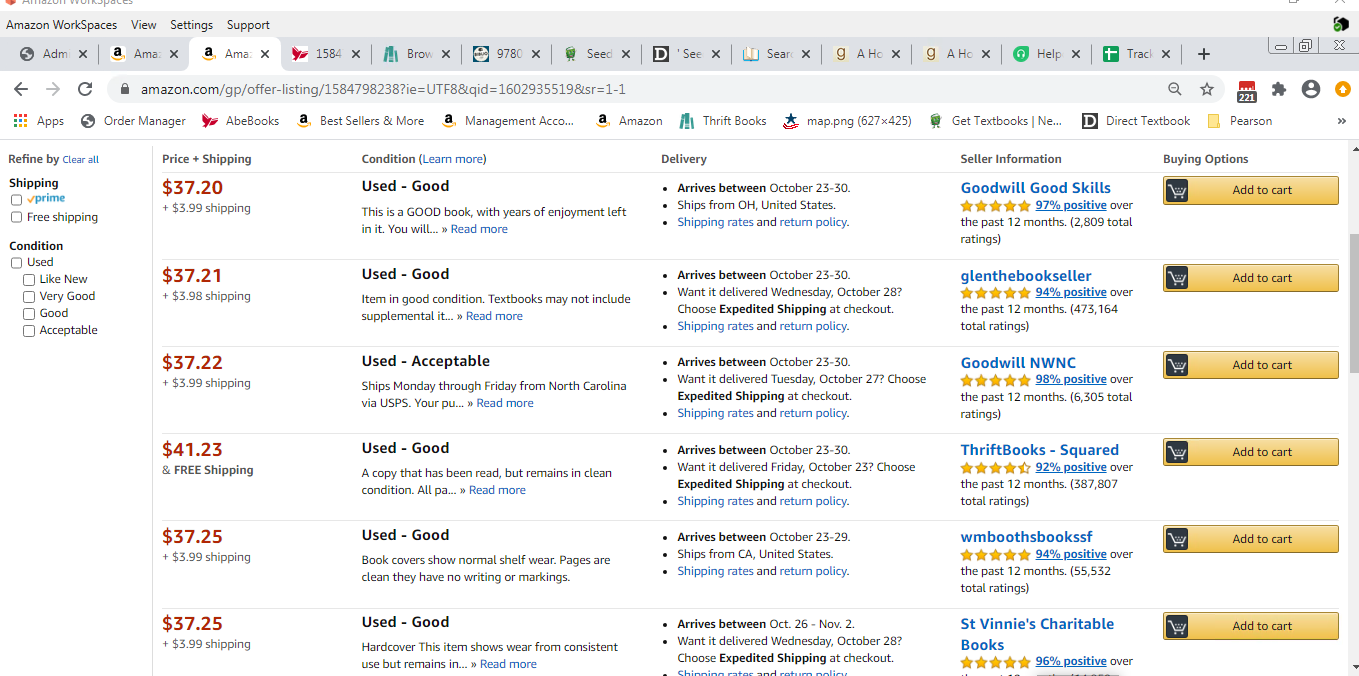 Amazon WorkSpaces
Amazon WorkSpaces View Settings Support
Adm Amaz Ama: 1584 Brow 9780 Seed ' See Sear A Ho A Ho Help Track
amazon.com/gp/offer-listing/1584798238?ie=UTF8&qid=1602935519&sr=1-1
221
Apps Order Manager AbeBooks Best Sellers & More Management Acco... Amazon Thrift Books map.png (627×425) Get Textbooks | Ne... Direct Textbook Pearson »
Refine by Clear all
Shipping
prime
Free shipping
Condition
Used
Like New
Very Good
Good
Acceptable
Price + Shipping Condition (Learn more) Delivery Seller Information Buying Options
$37.20
+ $3.99 shipping
Used - Good
This is a GOOD book, with years of enjoyment left
in it. You will... » Read more
Arrives between October 23-30.
Ships from OH, United States.
Shipping rates and return policy.
Goodwill Good Skills
97% positive over
the past 12 months. (2,809 total
ratings)
Add to cart
$37.21
+ $3.98 shipping
Used - Good
Item in good condition. Textbooks may not include
supplemental it... » Read more
Arrives between October 23-30.
Want it delivered Wednesday, October 28?
Choose Expedited Shipping at checkout.
Shipping rates and return policy.
glenthebookseller
94% positive over
the past 12 months. (473,164
total ratings)
Add to cart
$37.22
+ $3.99 shipping
Used - Acceptable
Ships Monday through Friday from North Carolina
via USPS. Your pu... » Read more
Arrives between October 23-30.
Want it delivered Tuesday, October 27? Choose
Expedited Shipping at checkout.
Shipping rates and return policy.
Goodwill NWNC
98% positive over
the past 12 months. (6,305 total
ratings)
Add to cart
$41.23
& FREE Shipping
Used - Good
A copy that has been read, but remains in clean
condition. All pa... » Read more
Arrives between October 23-30.
Want it delivered Friday, October 23? Choose
Expedited Shipping at checkout.
Shipping rates and return policy.
ThriftBooks - Squared
92% positive over
the past 12 months. (387,807
total ratings)
Add to cart
$37.25
+ $3.99 shipping
Used - Good
Book covers show normal shelf wear. Pages are
clean they have no writing or markings.
Arrives between October 23-29.
Ships from CA, United States.
Shipping rates and return policy.
wmboothsbookssf
94% positive over
the past 12 months. (55,532
total ratings)
Add to cart
$37.25
+ $3.99 shipping
Used - Good
Hardcover This item shows wear from consistent
use but remains in... » Read more
Arrives between Oct. 26 - Nov. 2.
Want it delivered Wednesday, October 28?
Choose Expedited Shipping at checkout.
Shipping rates and return policy.
St Vinnie's Charitable
Books
96% positive over
Add to cart